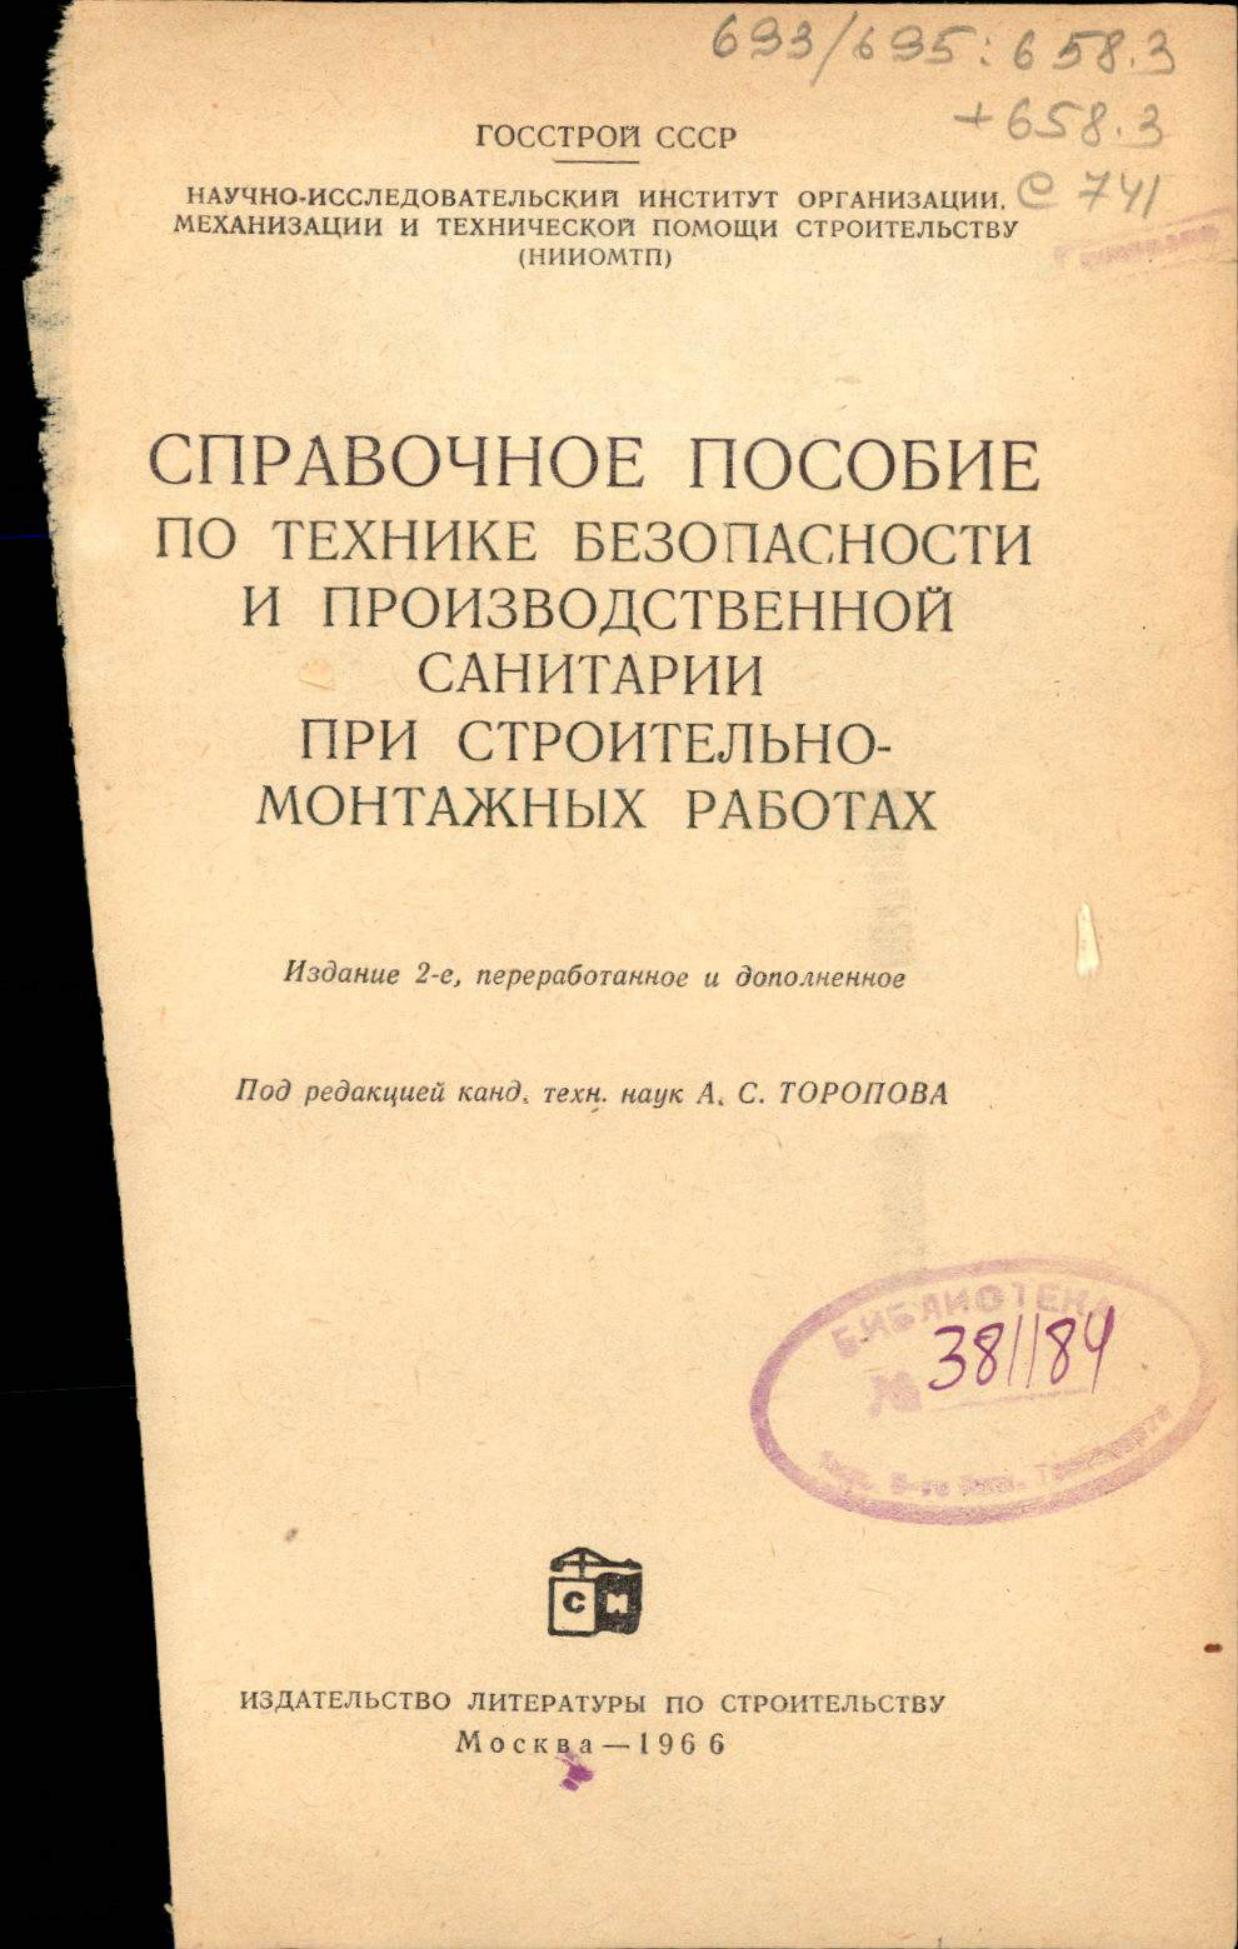 693/695:658.3
+658.3
С 741
ГОССТРОЙ СССР
НАУЧНО-ИССЛЕДОВАТЕЛЬСКИЙ ИНСТИТУТ ОРГАНИЗАЦИИ,
МЕХАНИЗАЦИИ И ТЕХНИЧЕСКОЙ ПОМОЩИ СТРОИТЕЛЬСТВУ
(НИИОМТП)
СПРАВОЧНОЕ ПОСОБИЕ
ПО ТЕХНИКЕ БЕЗОПАСНОСТИ
И ПРОИЗВОДСТВЕННОЙ
САНИТАРИИ
ПРИ СТРОИТЕЛЬНО-
МОНТАЖНЫХ РАБОТАХ
Издание 2-е, переработанное и дополненное
Под редакцией канд. техн. наук А. С. ТОРОПОВА
БИБЛИОТЕКА
№ 381184
СИ
ИЗДАТЕЛЬСТВО ЛИТЕРАТУРЫ ПО СТРОИТЕЛЬСТВУ
Москва—1966